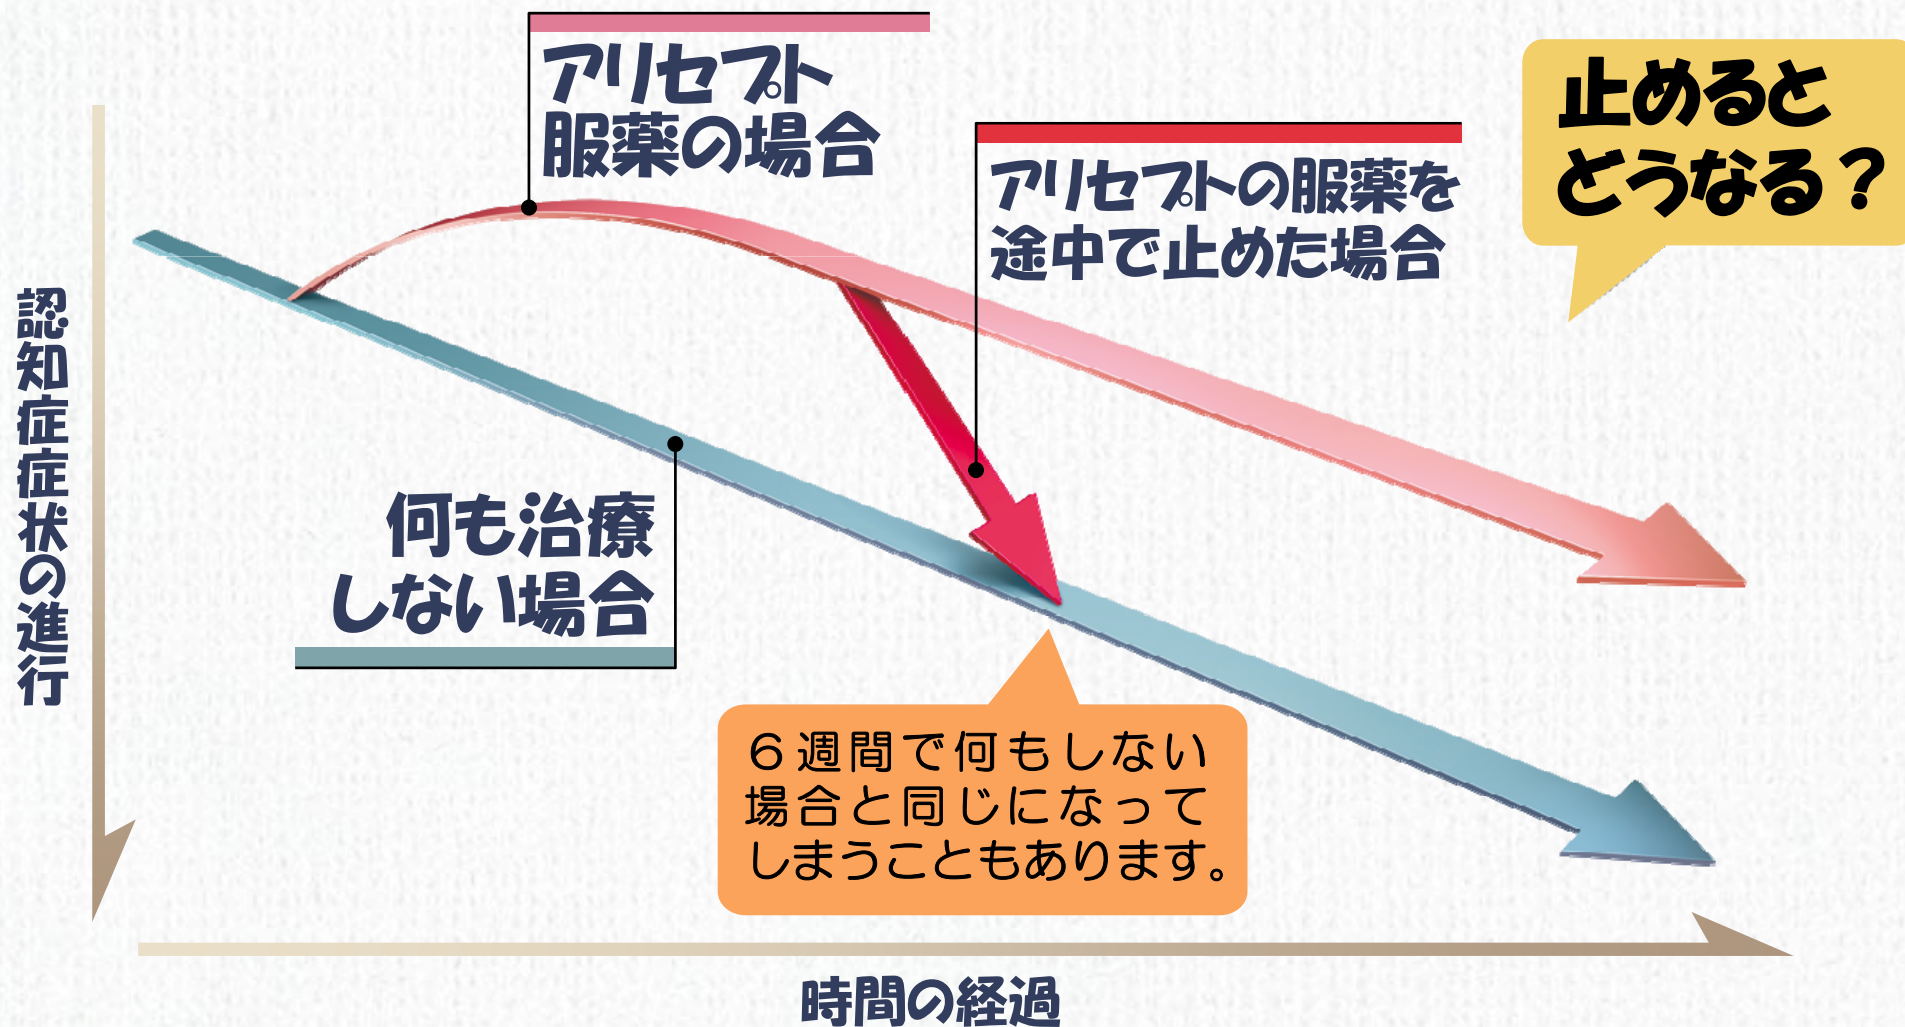 アリセプト
服薬の場合
アリセプトの服薬を
途中で止めた場合
止めると
どうなる？
認知症症状の進行
何も治療
しない場合
６週間で何もしない
場合と同じになって
しまうこともあります。
時間の経過